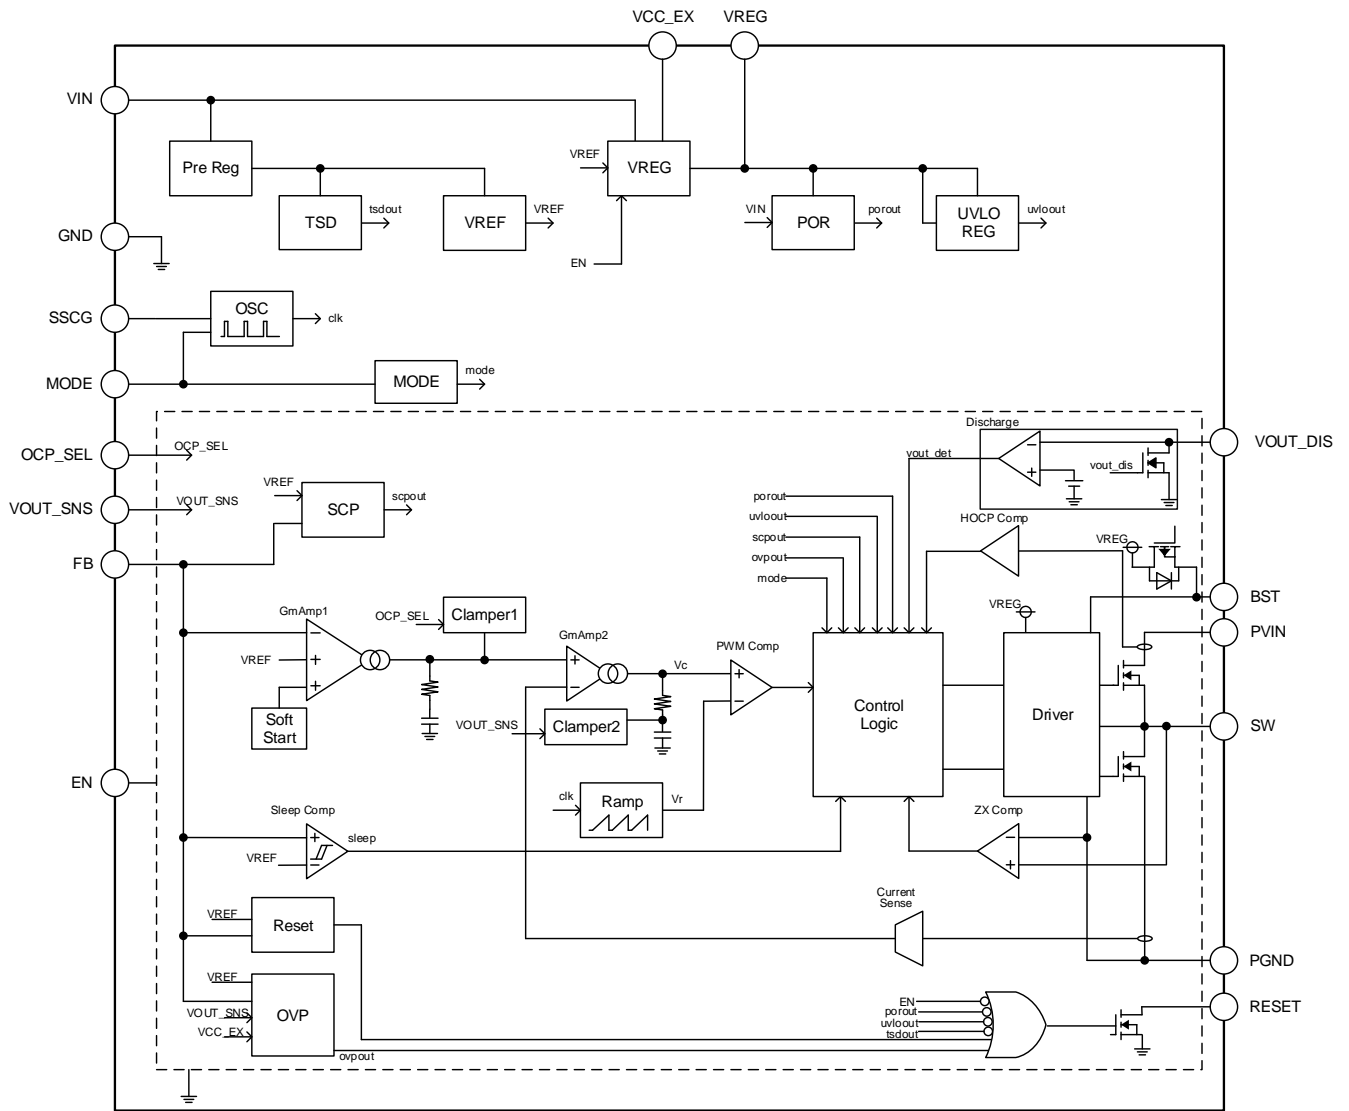 VCC_EX
VREG
VIN
Pre Reg
VREF
VREG
TSD
tsdout
VREF
VREF
VIN
POR
porout
UVLO
REG
uvloout
GND
EN
SSCG
OSC
clk
MODE
MODE
mode
OCP_SEL
OCP_SEL
Discharge
VOUT_DIS
vout_det
vout_dis
VOUT_SNS
VOUT_SNS
VREF
SCP
scpout
porout
uvloout
scpout
ovpout
mode
HOCP Comp
VREG
FB
BST
GmAmp1
OCP_SEL
Clamper1
VREG
PVIN
GmAmp2
PWM Comp
VREF
Vc
Soft
Start
VOUT_SNS
Clamper2
Control
Logic
Driver
SW
EN
clk
Ramp
Vr
Sleep Comp
sleep
VREF
ZX Comp
Current
Sense
VREF
Reset
PGND
VREF
OVP
VOUT_SNS
VCC_EX
ovpout
EN
porout
uvloout
tsdout
RESET